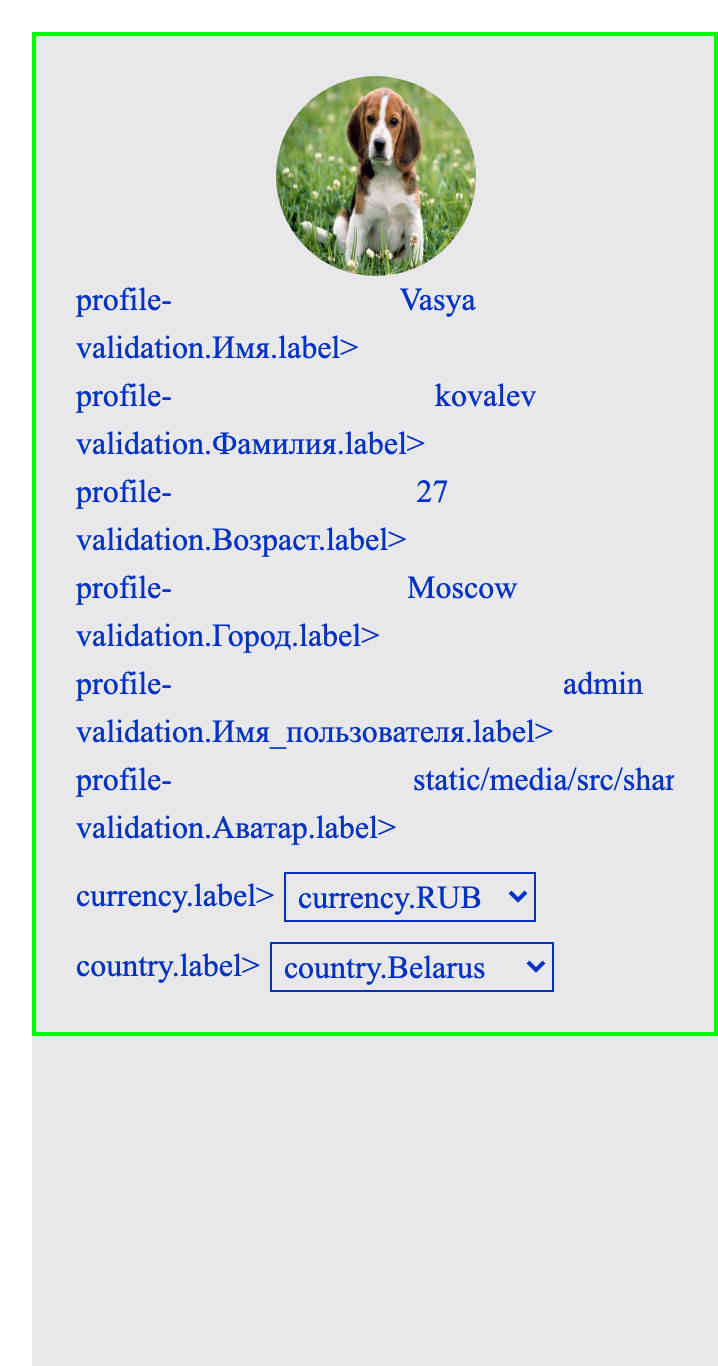 profile- Vasya
validation.Имя.label>
profile- kovalev
validation.Фамилия.label>
profile- 27
validation.Возраст.label>
profile- Moscow
validation.Город.label>
profile- admin
validation.Имя_пользователя.label>
profile- static/media/src/shar
validation.Аватар.label>
currency.label> currency.RUB
country.label> country.Belarus